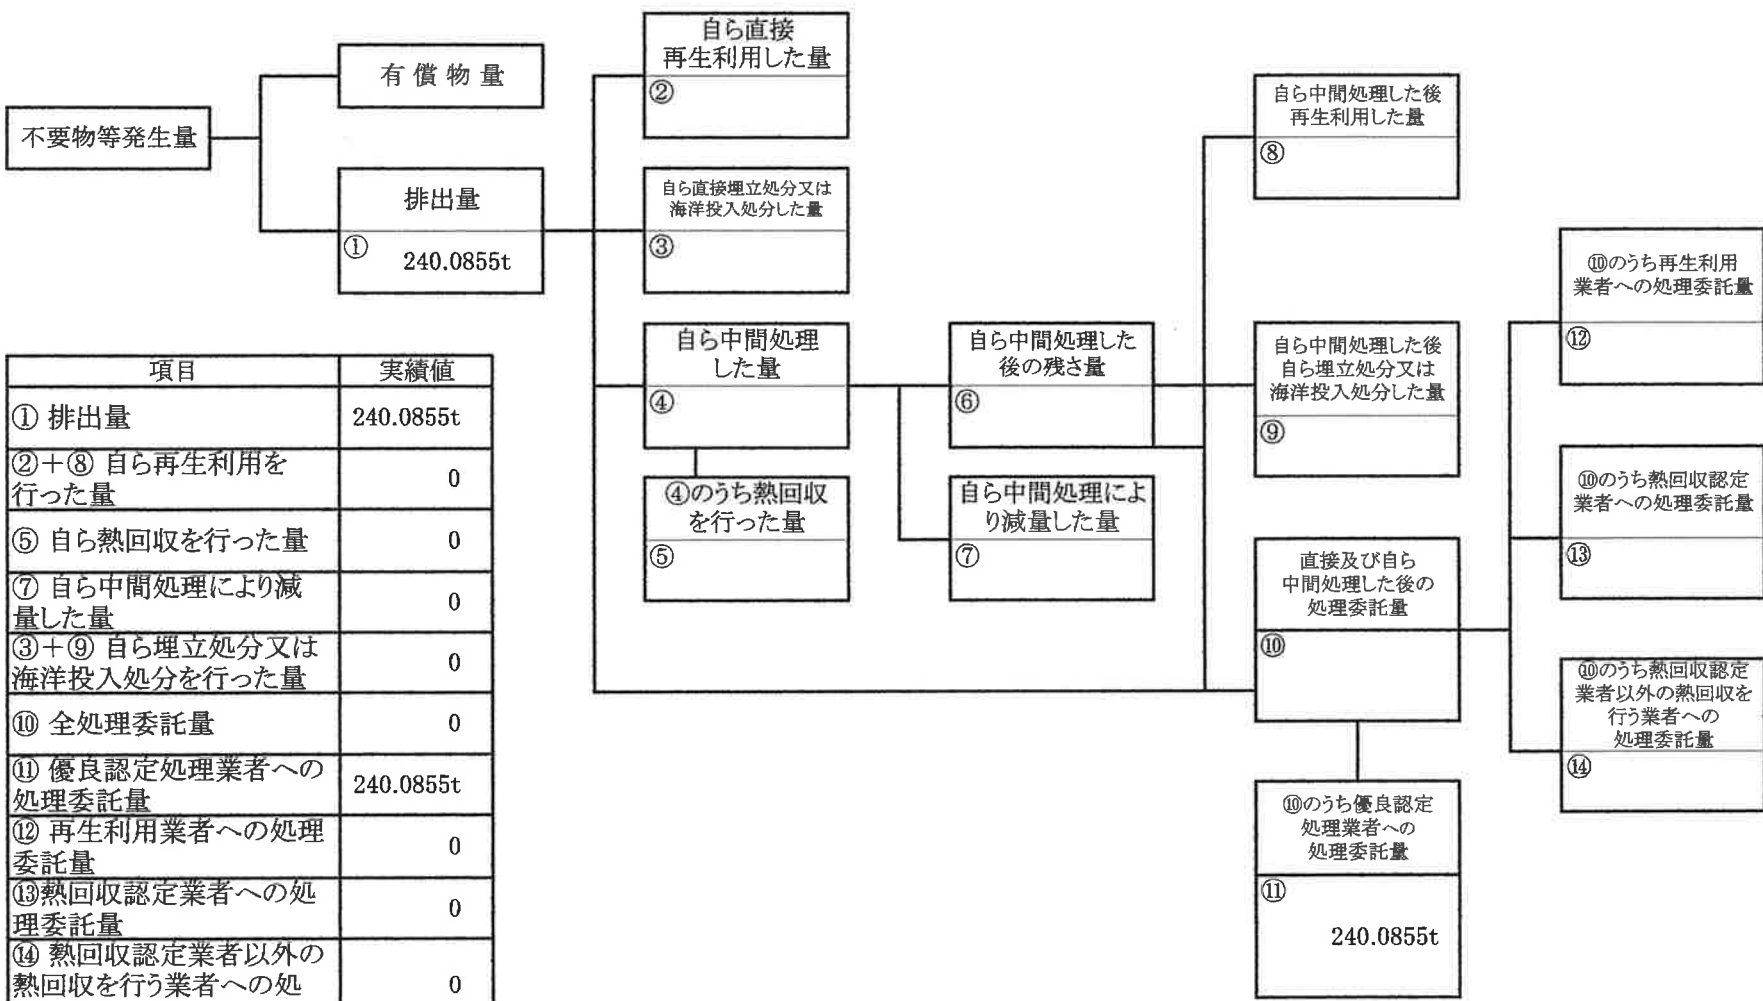 不要物等発生量
有償物量
排出量
①
240.0855t
自ら直接
再生利用した量
②
自ら直接埋立処分又は
海洋投入処分した量
③
自ら中間処理
した量
④
④のうち熱回収
を行った量
⑤
自ら中間処理した
後の残さ量
⑥
自ら中間処理によ
り減量した量
⑦
自ら中間処理した後
再生利用した量
⑧
自ら中間処理した後
自ら埋立処分又は
海洋投入処分した量
⑨
直接及び自ら
中間処理した後の
処理委託量
⑩
⑩のうち優良認定
処理業者への
処理委託量
⑪
240.0855t
⑩のうち再生利用
業者への処理委託量
⑫
⑩のうち熱回収認定
業者への処理委託量
⑬
⑩のうち熱回収認定
業者以外の熱回収を
行う業者への
処理委託量
⑭
項目 実績値
① 排出量 240.0855t
②+⑧ 自ら再生利用を
行った量 0
⑤ 自ら熱回収を行った量 0
⑦ 自ら中間処理により減
量した量 0
③+⑨ 自ら埋立処分又は
海洋投入処分を行った量 0
⑩ 全処理委託量 0
⑪ 優良認定処理業者への
処理委託量 240.0855t
⑫ 再生利用業者への処理
委託量 0
⑬熱回収認定業者への処
理委託量 0
⑭ 熱回収認定業者以外の
熱回収を行う業者への処 0